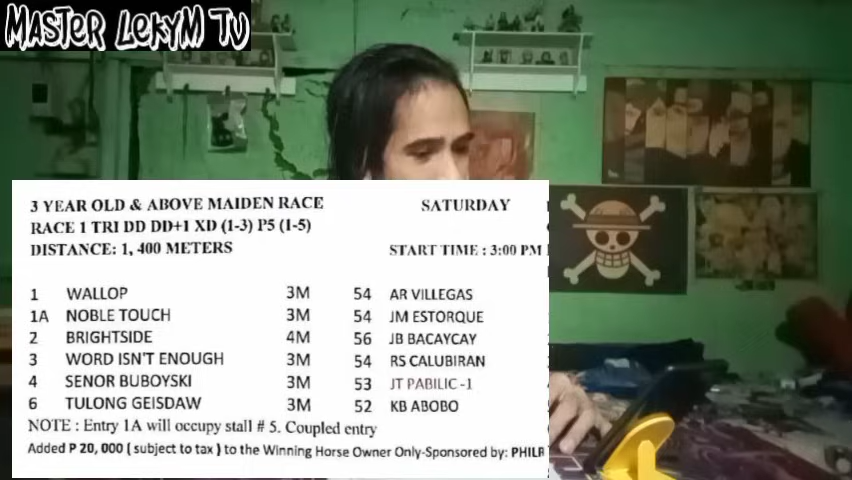 MASTER LEKYM TV
3 YEAR OLD & ABOVE MAIDEN RACE SATURDAY
RACE 1 TRI DD DD+1 XD (1-3) P5 (1-5)
DISTANCE: 1, 400 METERS START TIME : 3:00 PM
1 WALLOP 3M 54 AR VILLEGAS
1A NOBLE TOUCH 3M 54 JM ESTORQUE
2 BRIGHTSIDE 4M 56 JB BACAYCAY
3 WORD ISN'T ENOUGH 3M 54 RS CALUBIRAN
4 SENOR BUBOYSKI 3M 53 JT PABILIC -1
6 TULONG GEISDAW 3M 52 KB ABOBO
NOTE : Entry 1A will occupy stall # 5. Coupled entry
Added P 20, 000 ( subject to tax ) to the Winning Horse Owner Only-Sponsored by: PHILR